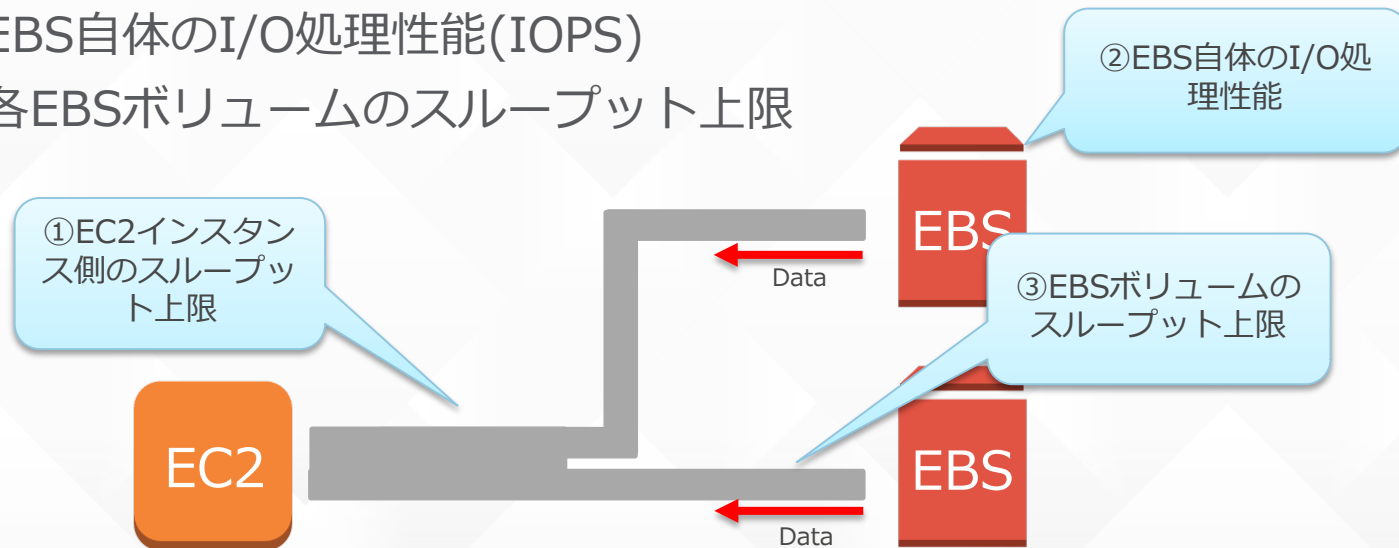 EBS自体のI/O処理性能(IOPS)
各EBSボリュームのスループット上限
②EBS自体のI/O処
理性能
①EC2インスタン
ス側のスループッ
ト上限
EBS
Data
③EBSボリュームの
スループット上限
EC2
EBS
Data